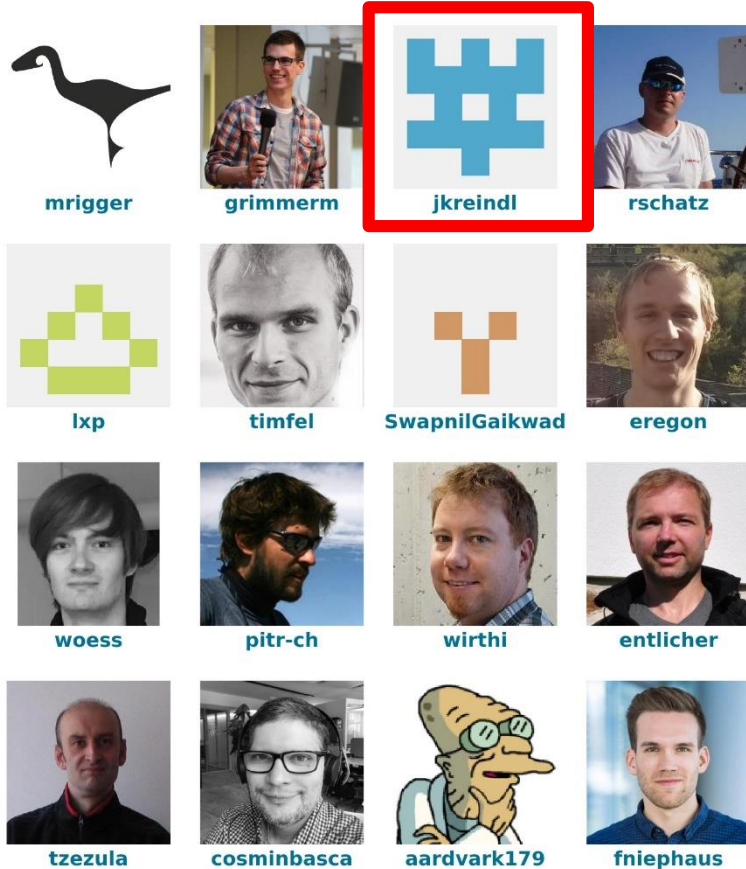 mrigger grimmerm jkreindl rschatz
lxp timfel SwapnilGaikwad eregon
woess pitr-ch wirthi entlicher
tzezula cosminbasca aardvark179 fniephaus